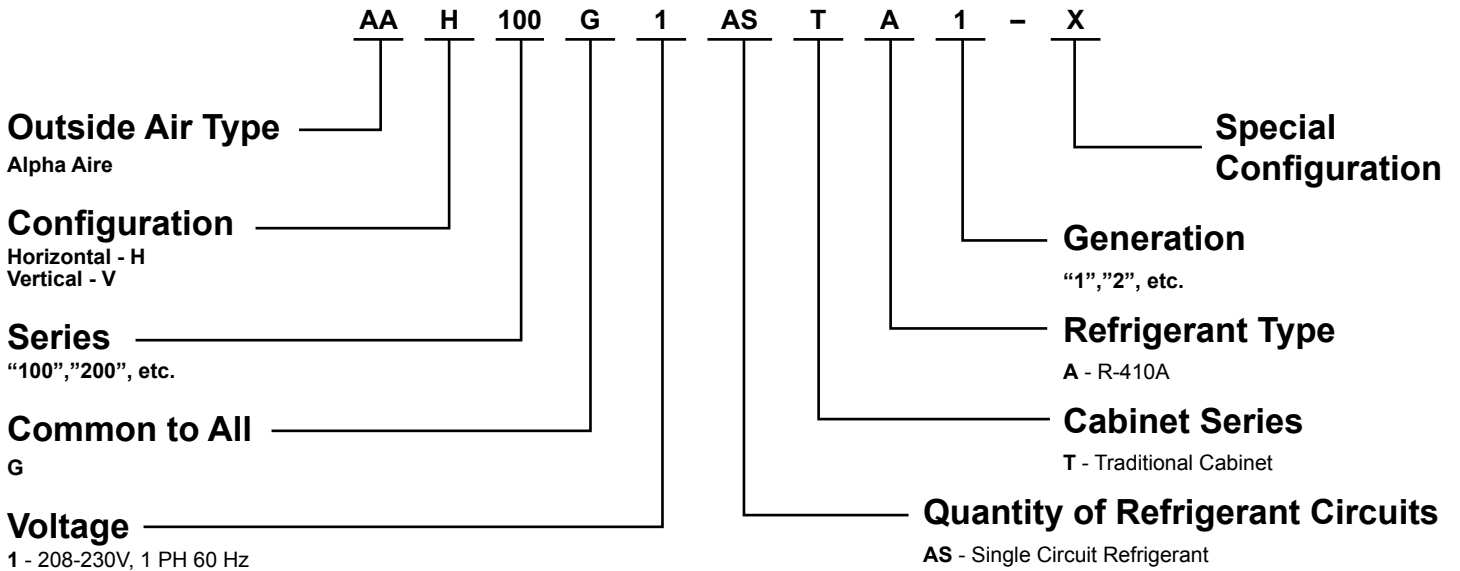 AA H 100 G 1 AS T A 1 – X
Outside Air Type
Alpha Aire
Configuration
Horizontal - H
Vertical - V
Series
“100”,”200”, etc.
Common to All
G
Voltage
1 - 208-230V, 1 PH 60 Hz
Special
Configuration
Generation
“1”,”2”, etc.
Refrigerant Type
A - R-410A
Cabinet Series
T - Traditional Cabinet
Quantity of Refrigerant Circuits
AS - Single Circuit Refrigerant